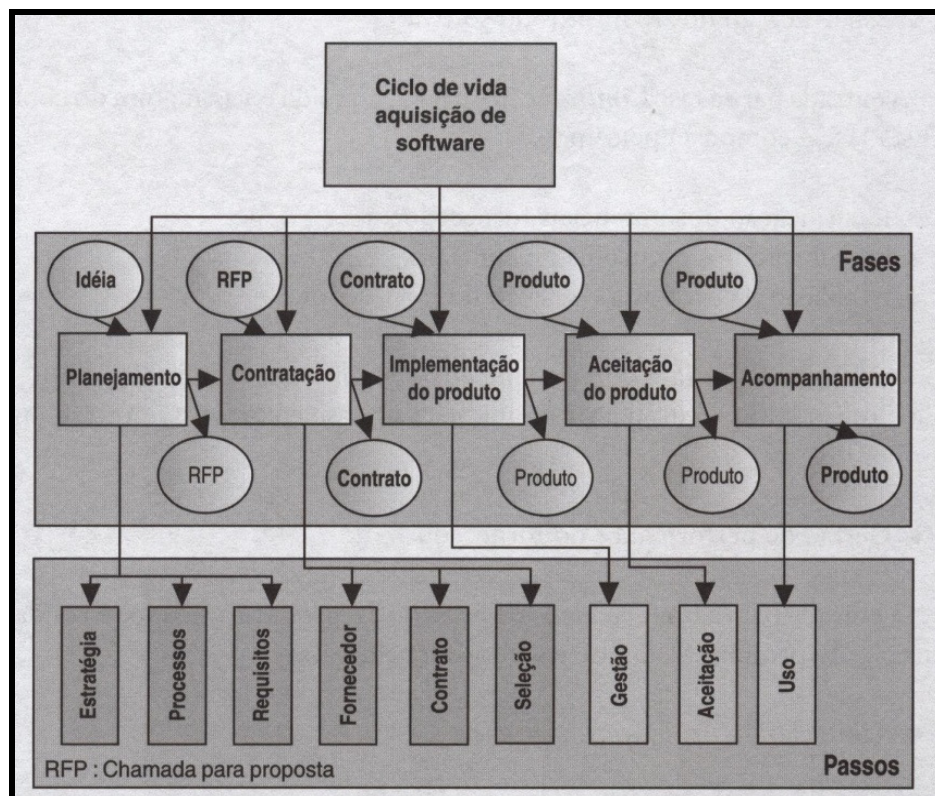 Ciclo de vida
aquisição de
software
Fases
Idéia
RFP
Contrato
Produto
Produto
Planejamento
Contratação
Implementação
do produto
Aceitação
do produto
Acompanhamento
RFP
Contrato
Produto
Produto
Produto
Estratégia
Processos
Requisitos
Fornecedor
Contrato
Seleção
Gestão
Aceitação
Uso
RFP : Chamada para proposta
Passos